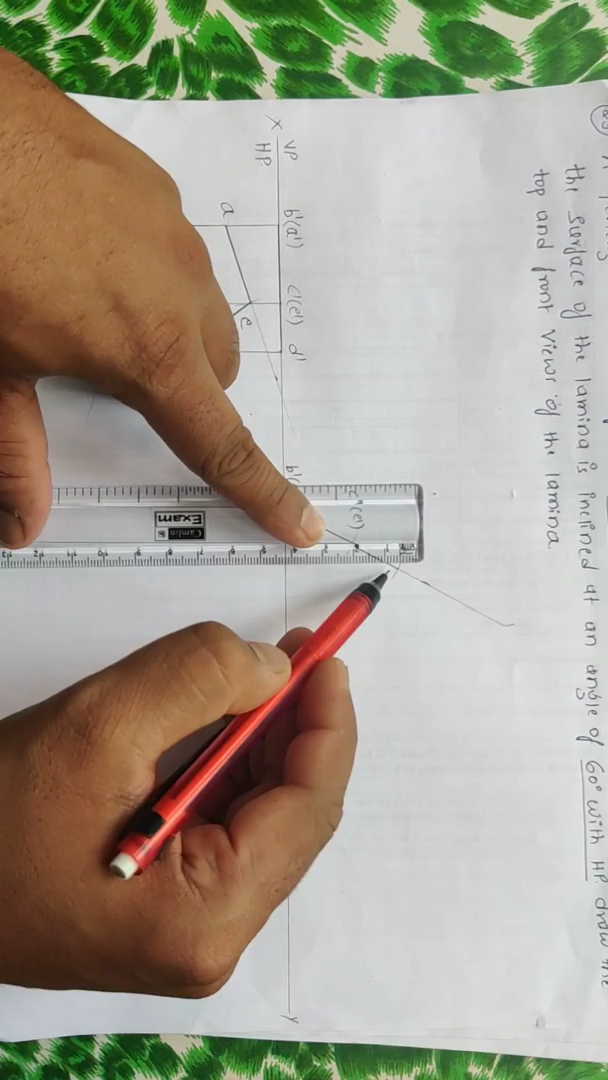 the surface of the lamina is inclined at an angle of 60° with HP. draw the
top and front views of the lamina
X
VP
HP.
b'(a')
c'(e')
d'
a
e
b'(
c"(e')
Camlin
Exam
Y